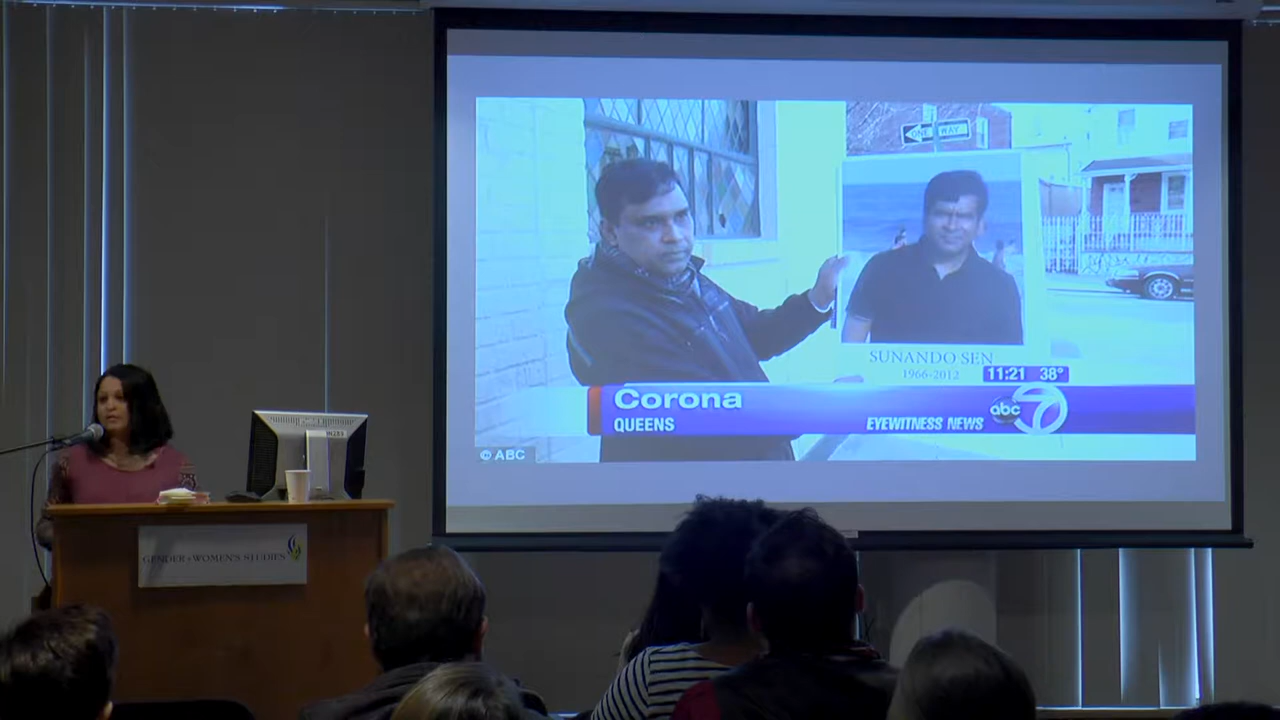 ONE WAY
SUNANDO SEN
1966-2012
11:21 38°
Corona
QUEENS
EYEWITNESS NEWS
abc 7
© ABC
GENDER & WOMEN'S STUDIES